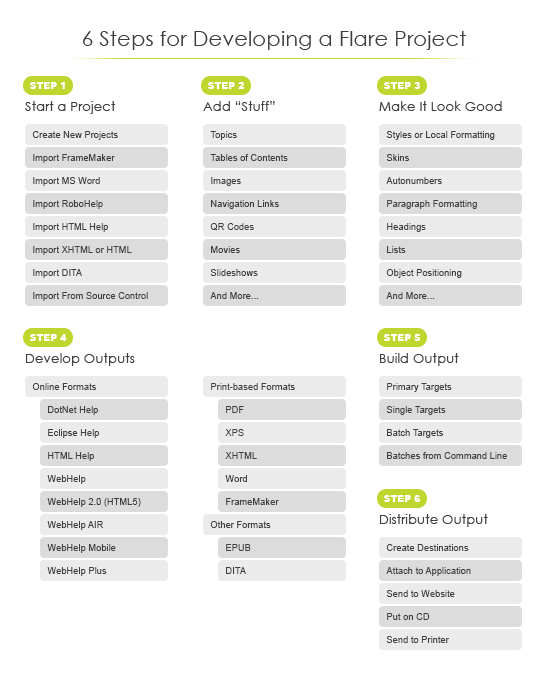 6 Steps for Developing a Flare Project
STEP 1
Start a Project
Create New Projects
Import FrameMaker
Import MS Word
Import RoboHelp
Import HTML Help
Import XHTML or HTML
Import DITA
Import From Source Control
STEP 2
Add “Stuff”
Topics
Tables of Contents
Images
Navigation Links
QR Codes
Movies
Slideshows
And More...
STEP 3
Make It Look Good
Styles or Local Formatting
Skins
Autonumbers
Paragraph Formatting
Headings
Lists
Object Positioning
And More...
STEP 4
Develop Outputs
Online Formats
DotNet Help
Eclipse Help
HTML Help
WebHelp
WebHelp 2.0 (HTML5)
WebHelp AIR
WebHelp Mobile
WebHelp Plus
Print-based Formats
PDF
XPS
XHTML
Word
FrameMaker
Other Formats
EPUB
DITA
STEP 5
Build Output
Primary Targets
Single Targets
Batch Targets
Batches from Command Line
STEP 6
Distribute Output
Create Destinations
Attach to Application
Send to Website
Put on CD
Send to Printer